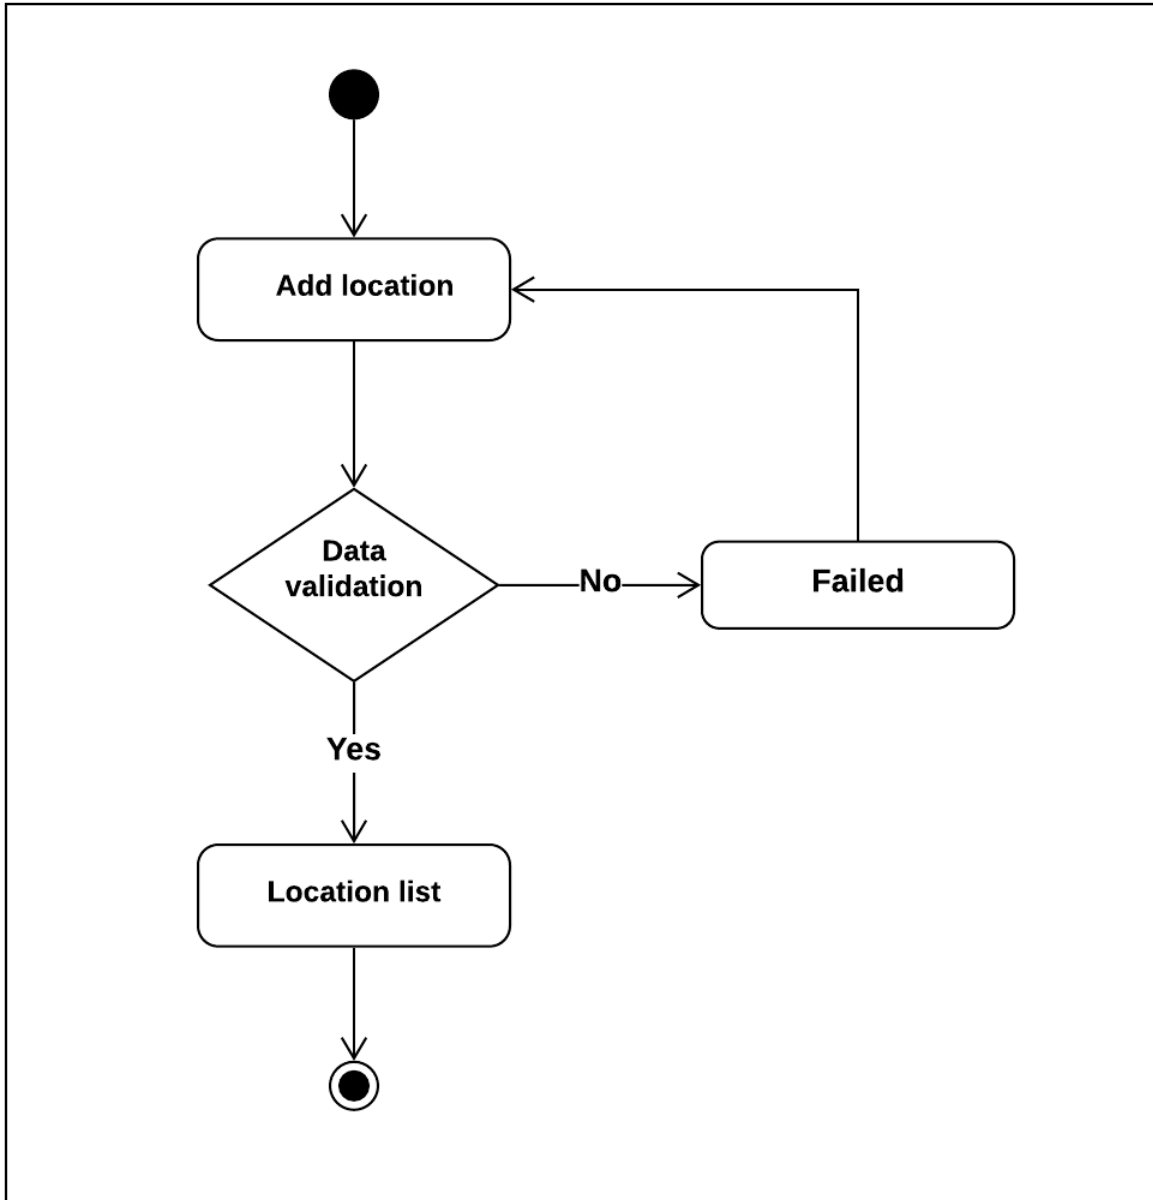 Add location
Data
validation
No
Failed
Yes
Location list